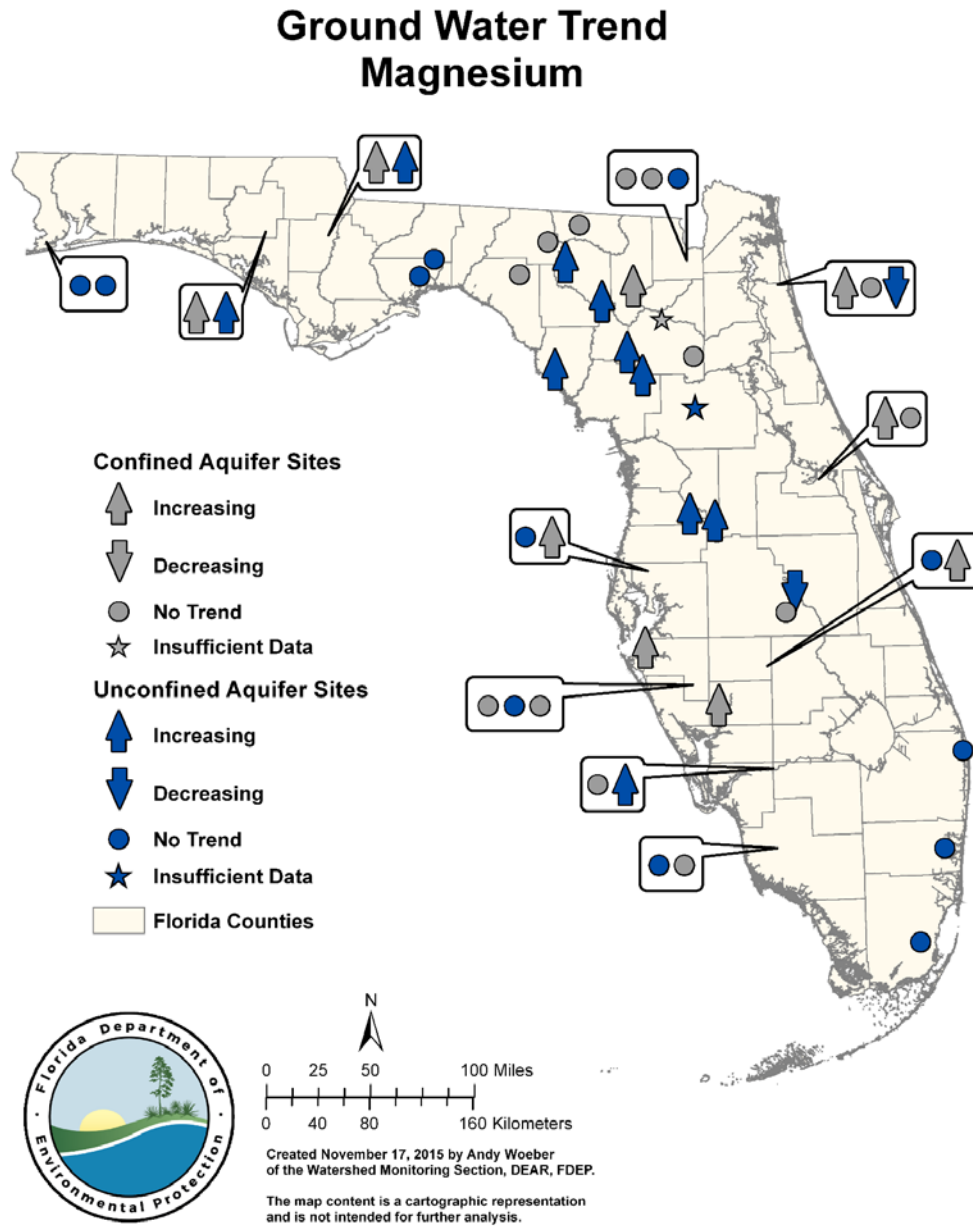 Ground Water Trend
Magnesium
Confined Aquifer Sites
Increasing
Decreasing
No Trend
Insufficient Data
Unconfined Aquifer Sites
Increasing
Decreasing
No Trend
Insufficient Data
Florida Counties
Florida Department of
Environmental Protection
N
0 25 50 100 Miles
0 40 80 160 Kilometers
Created November 17, 2015 by Andy Woeber
of the Watershed Monitoring Section, DEAR, FDEP.
The map content is a cartographic representation
and is not intended for further analysis.